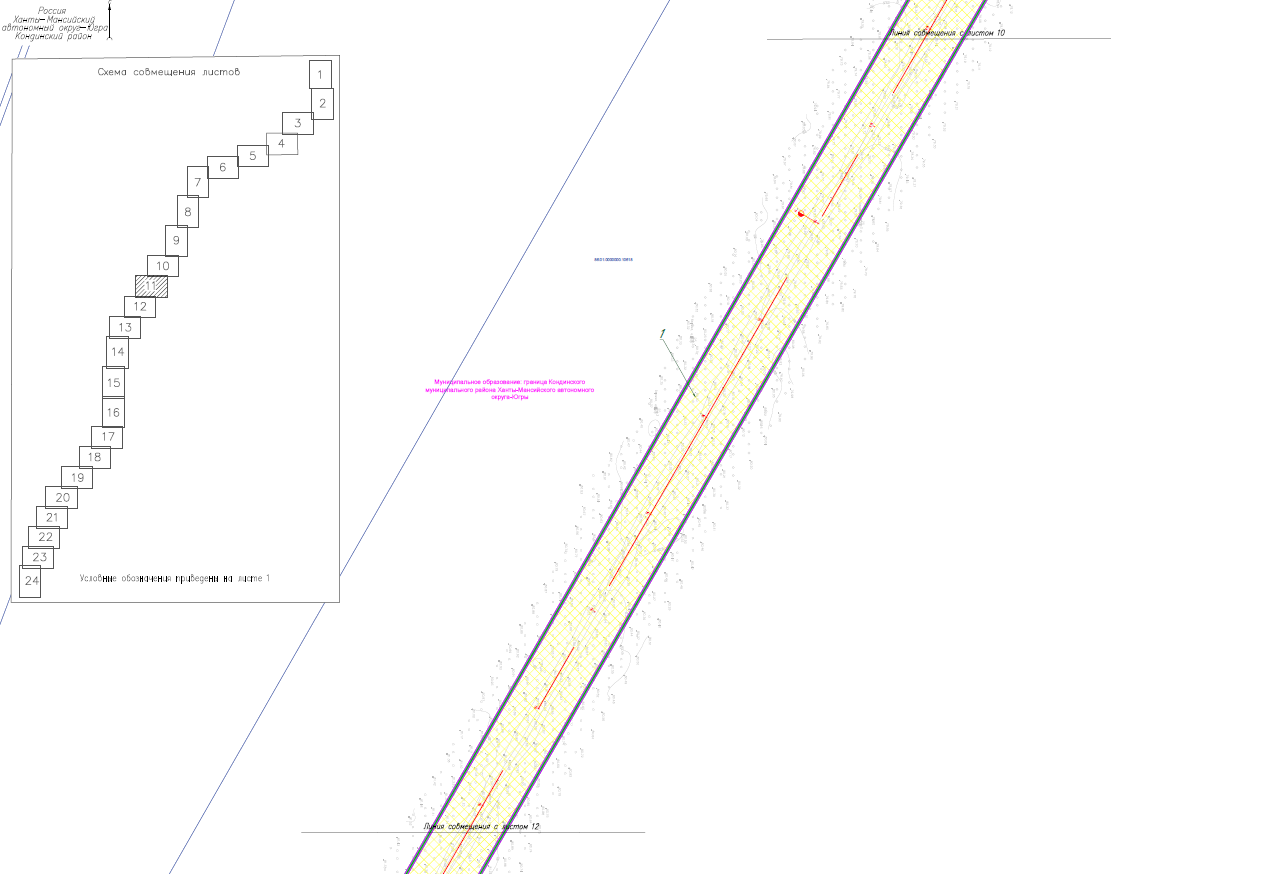 Россия
Ханты-Мансийский
автономный округ-Югра
Кондинский район
Схема совмещения листов
1
2
3
4
5
6
7
8
9
10
11
12
13
14
15
16
17
18
19
20
21
22
23
24
Условные обозначения приведены на листе 1
Линия совмещения с листом 10
1
Муниципальное образование: граница Кондинского
муниципального района Ханты-Мансийского автономного
округа-Югры
Линия совмещения с листом 12